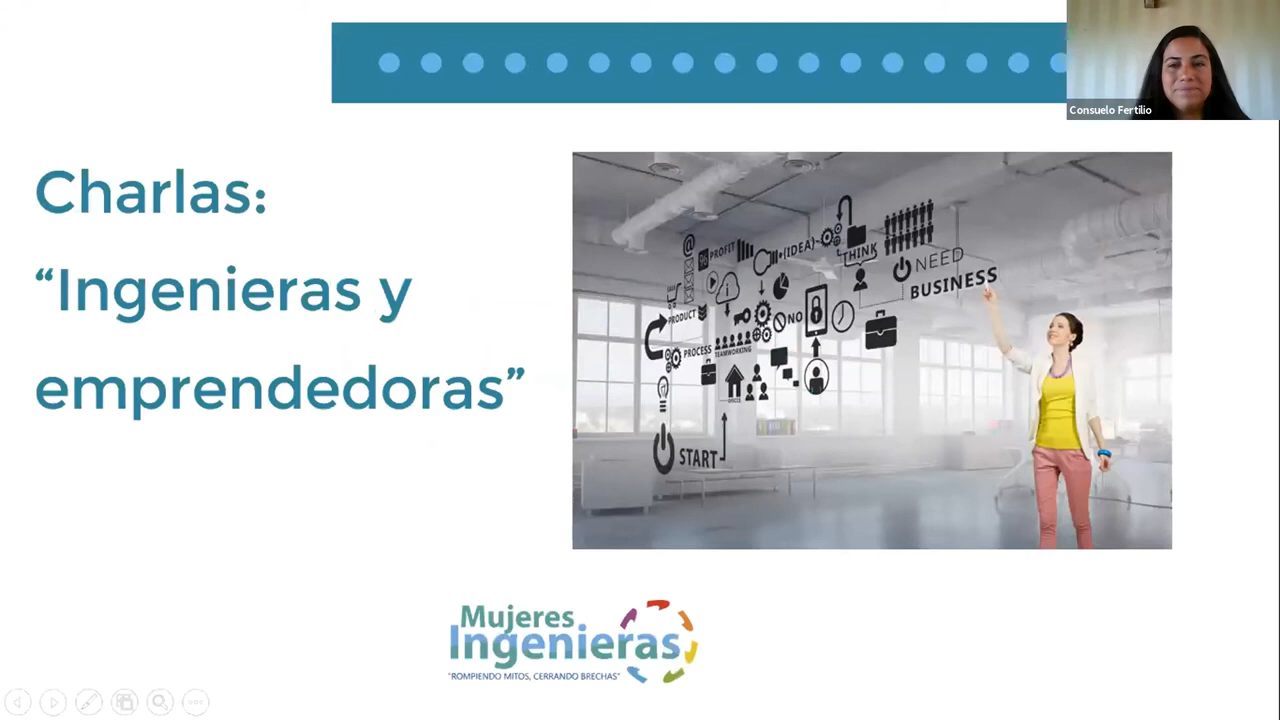 Consuelo Fertilio
Charlas:
“Ingenieras y
emprendedoras”
@
PROFIT
+(IDEA)
THINK
NEED
BUSINESS
PRODUCT
NO
PROCESS
TEAMWORKING
OFFICE
START
Mujeres
Ingenieras
"ROMPIENDO MITOS, CERRANDO BRECHAS"